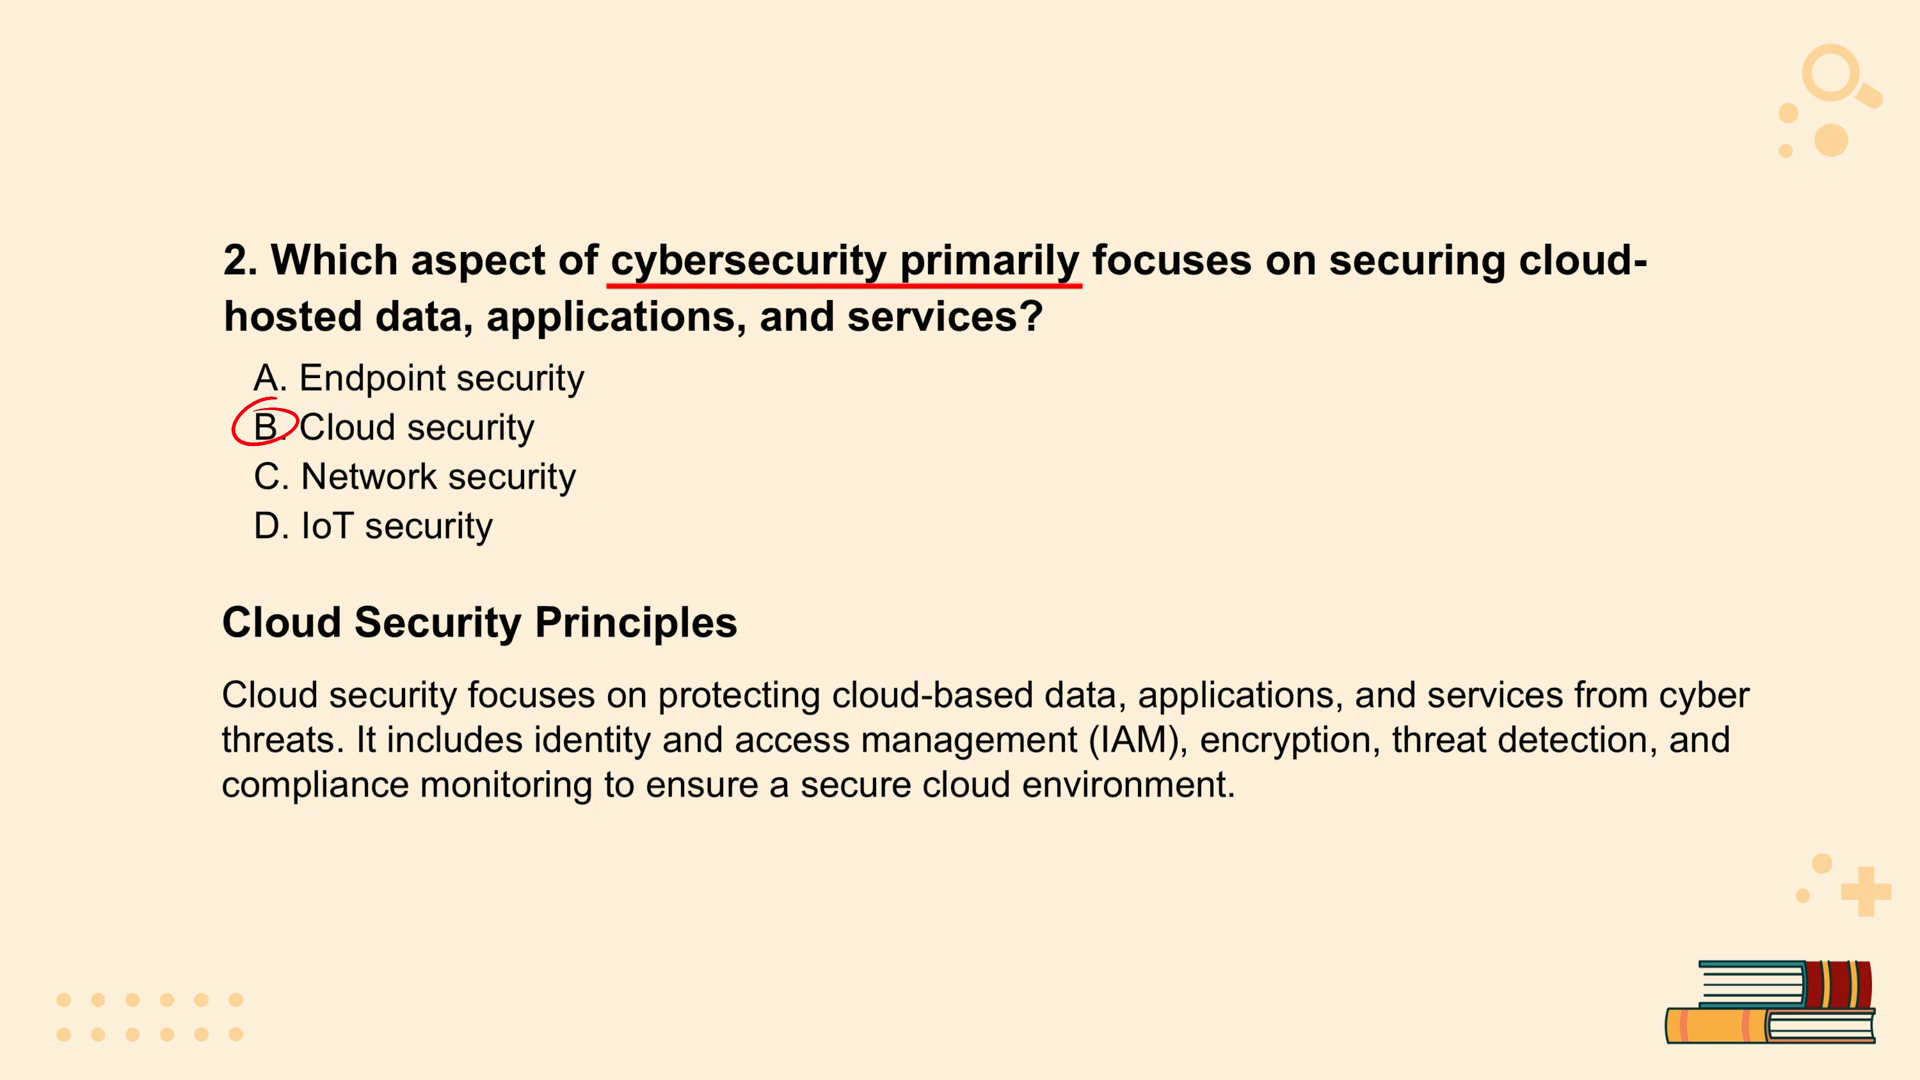 2. Which aspect of cybersecurity primarily focuses on securing cloud-
hosted data, applications, and services?
A. Endpoint security
B. Cloud security
C. Network security
D. IoT security
Cloud Security Principles
Cloud security focuses on protecting cloud-based data, applications, and services from cyber
threats. It includes identity and access management (IAM), encryption, threat detection, and
compliance monitoring to ensure a secure cloud environment.